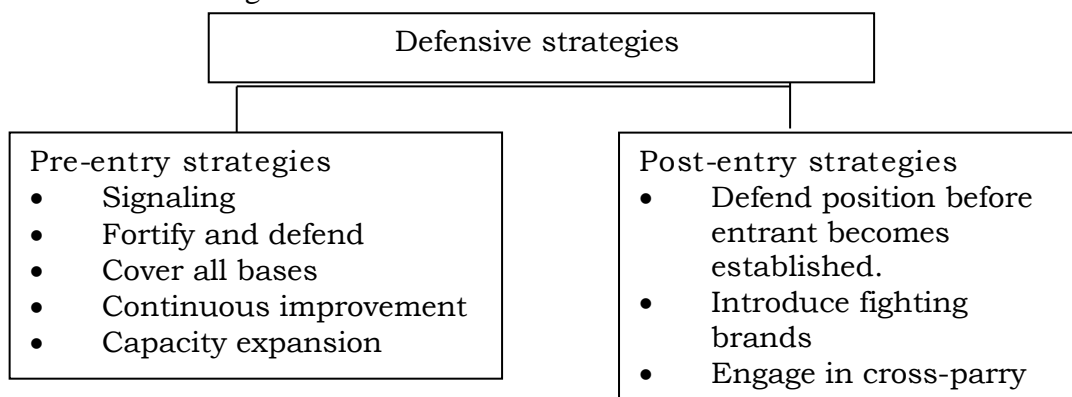 Defensive strategies
Pre-entry strategies
• Signaling
• Fortify and defend
• Cover all bases
• Continuous improvement
• Capacity expansion
Post-entry strategies
• Defend position before
entrant becomes
established.
• Introduce fighting
brands
• Engage in cross-parry